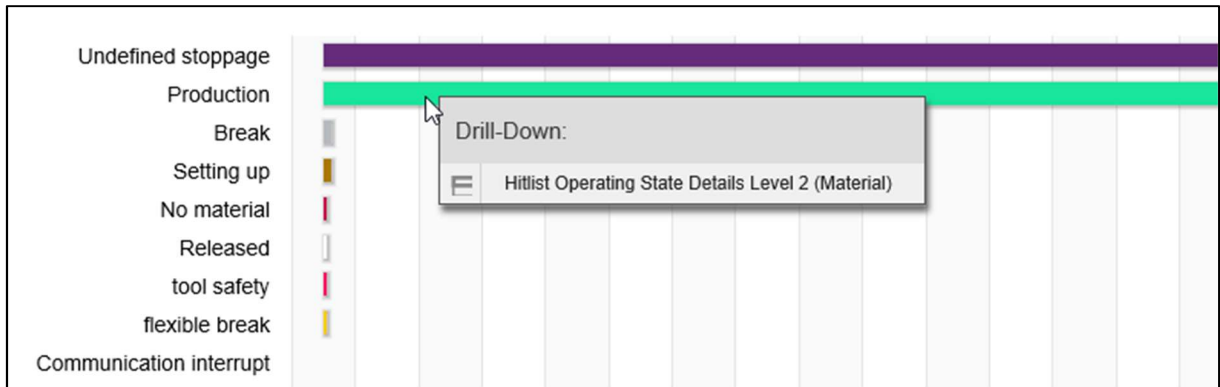 Undefined stoppage
Production
Drill-Down:
Break
Setting up
Hitlist Operating State Details Level 2 (Material)
No material
Released
tool safety
flexible break
Communication interrupt